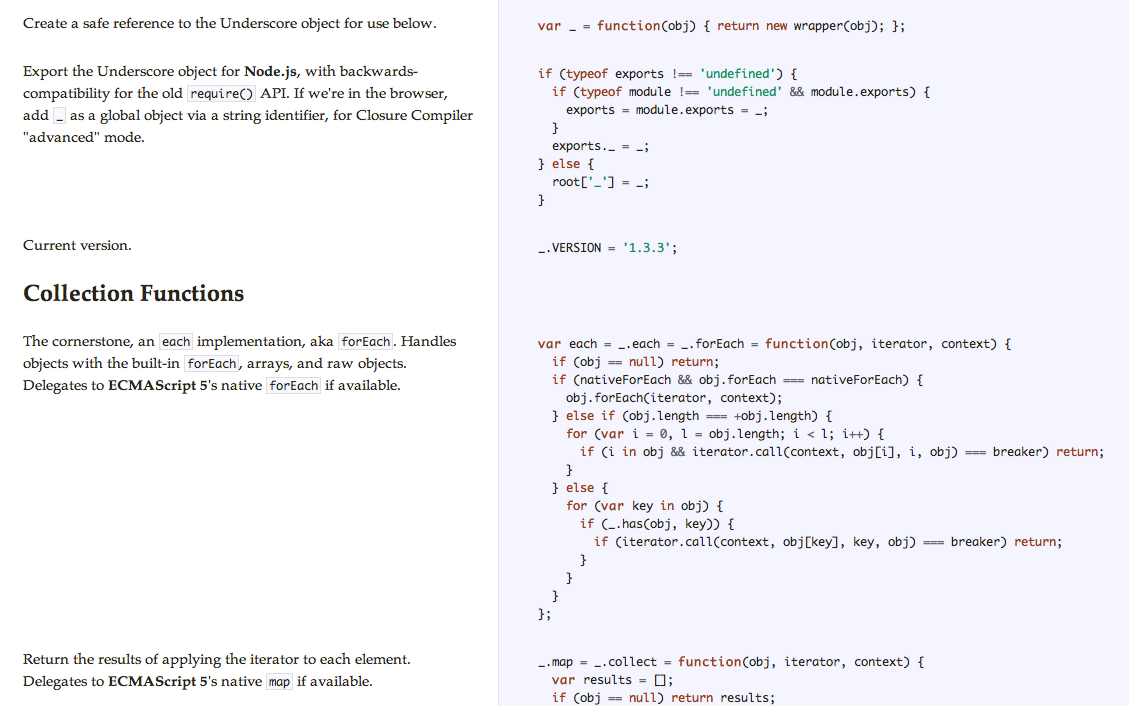 Create a safe reference to the Underscore object for use below.
var _ = function(obj) { return new wrapper(obj); };
Export the Underscore object for Node.js, with backwards-
compatibility for the old require() API. If we're in the browser,
add _ as a global object via a string identifier, for Closure Compiler
"advanced" mode.
if (typeof exports !== 'undefined') {
  if (typeof module !== 'undefined' && module.exports) {
    exports = module.exports = _;
  }
  exports._ = _;
} else {
  root['_'] = _;
}
Current version.
_.VERSION = '1.3.3';
Collection Functions
The cornerstone, an each implementation, aka forEach. Handles
objects with the built-in forEach, arrays, and raw objects.
Delegates to ECMAScript 5's native forEach if available.
var each = _.each = _.forEach = function(obj, iterator, context) {
  if (obj == null) return;
  if (nativeForEach && obj.forEach === nativeForEach) {
    obj.forEach(iterator, context);
  } else if (obj.length === +obj.length) {
    for (var i = 0, l = obj.length; i < l; i++) {
      if (i in obj && iterator.call(context, obj[i], i, obj) === breaker) return;
    }
  } else {
    for (var key in obj) {
      if (_.has(obj, key)) {
        if (iterator.call(context, obj[key], key, obj) === breaker) return;
      }
    }
  }
};
Return the results of applying the iterator to each element.
Delegates to ECMAScript 5's native map if available.
_.map = _.collect = function(obj, iterator, context) {
  var results = [];
  if (obj == null) return results;